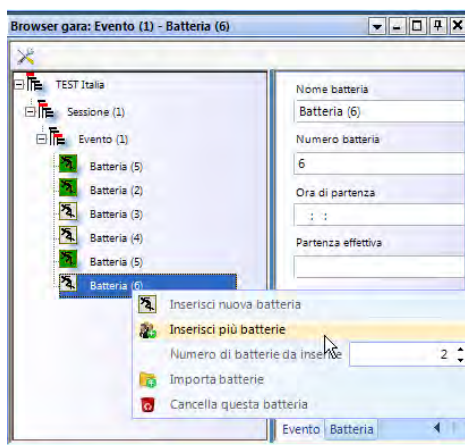 Browser gara: Evento (1) - Batteria (6)
TEST Italia
Sessione (1)
Evento (1)
Batteria (5)
Batteria (2)
Batteria (3)
Batteria (4)
Batteria (5)
Batteria (6)
Nome batteria
Batteria (6)
Numero batteria
6
Ora di partenza
: :
Partenza effettiva
Inserisci nuova batteria
Inserisci più batterie
Numero di batterie da inserire 2
Importa batterie
Cancella questa batteria
Evento Batteria